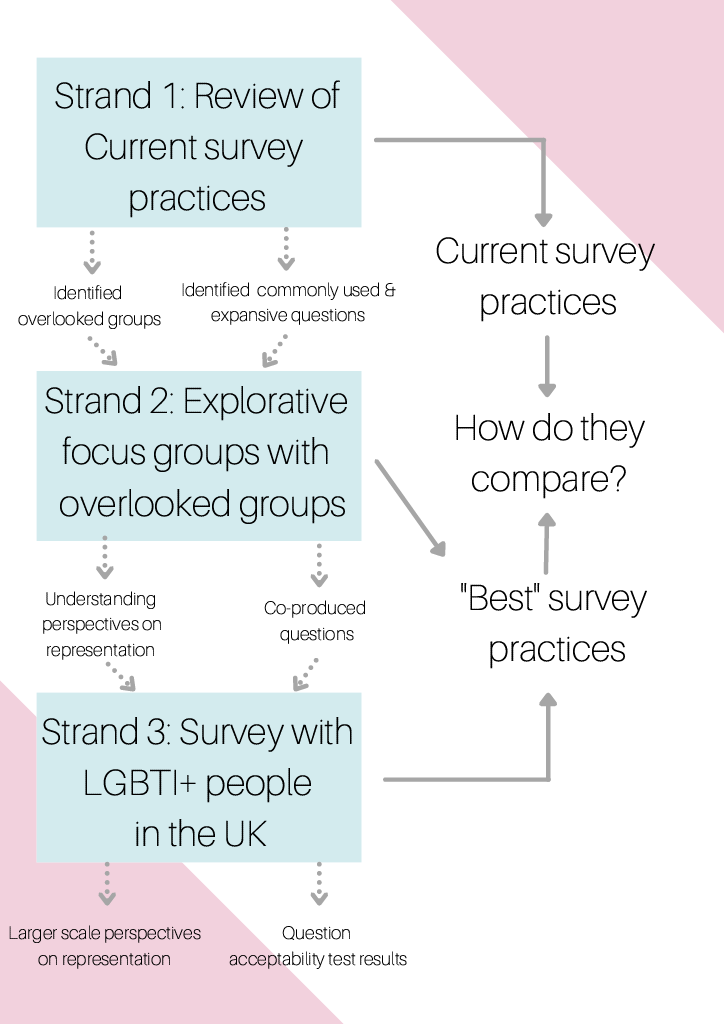 Strand 1: Review of
Current survey
practices
Identified
overlooked groups
Identified commonly used &
expansive questions
Strand 2: Explorative
focus groups with
overlooked groups
Understanding
perspectives on
representation
Co-produced
questions
Strand 3: Survey with
LGBTI+ people
in the UK
Larger scale perspectives
on representation
Question
acceptability test results
Current survey
practices
How do they
compare?
"Best" survey
practices